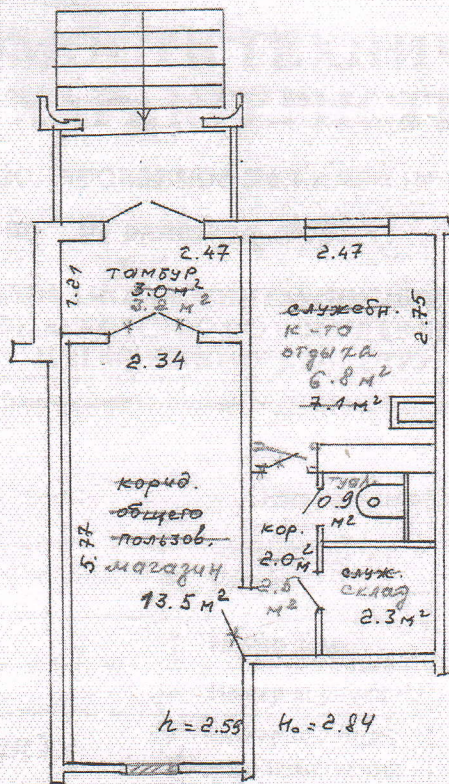 2.47
2.47
1.21
тамбур
3.0 м²
3.2 м²
2.75
служебн.
к-та
отдыха
6.8 м²
7.1 м²
2.34
корид.
общего
пользов.
магазин
13.5 м²
5.77
туал.
0.9
м²
кор.
2.0 м²
2.5
м²
служ.
склад
2.3 м²
h = 2.55
H₀ = 2.84